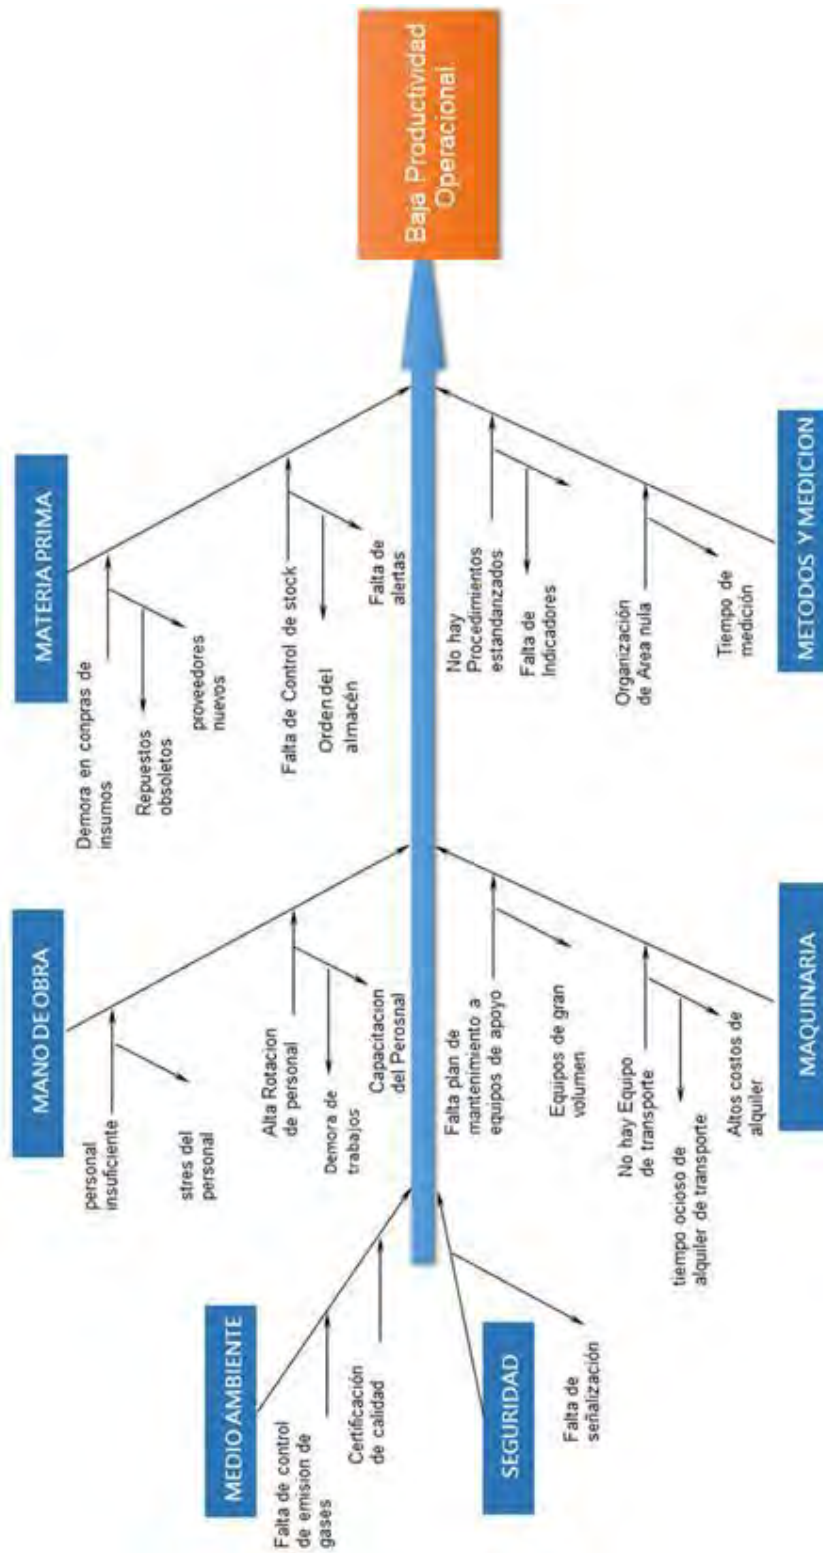 MEDIO AMBIENTE
Falta de control
de emision de
gases
Certificación
de calidad
MANO DE OBRA
personal
insuficiente
stres del
personal
Alta Rotacion
de personal
Demora de
trabajos
Capacitación
del Perosnal
MATERIA PRIMA
Demora en conpras de
insumos
Repuestos
obsoletos
proveedores
nuevos
Falta de Control de stock
Orden del
almacén
Falta de
alertas
Baja Productividad
Operacional
SEGURIDAD
Falta de
señalización
Falta plan de
mantenimiento a
equipos de apoyo
Equipos de gran
volumen
No hay Equipo
de transporte
tiempo ocioso de
alquiler de transporte
Altos costos de
alquiler
MAQUINARIA
No hay
Procedimientos
estandanzados
Falta de
Indicadores
Organización
de Area nula
Tiempo de
medición
METODOS Y MEDICION